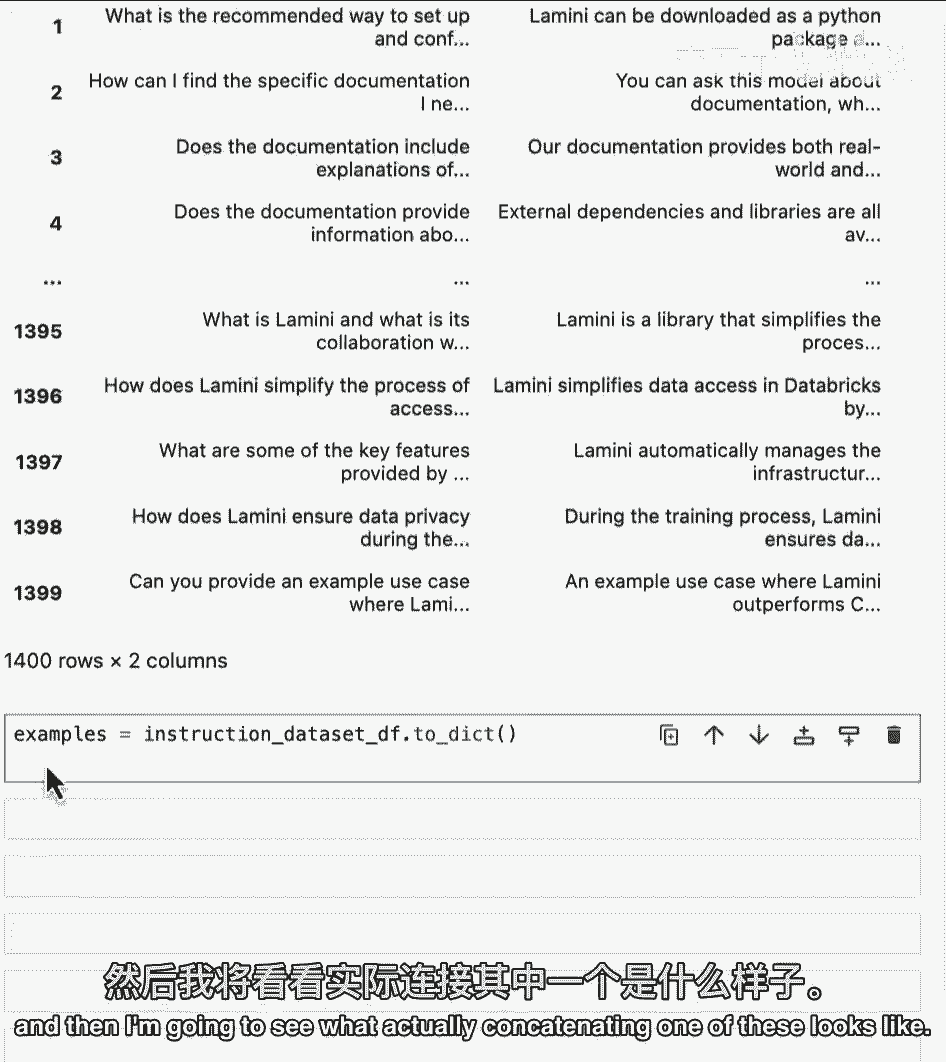 1 What is the recommended way to set up Lamini can be downloaded as a python
and conf... package a...
2 How can I find the specific documentation You can ask this model about
I ne... documentation, wh...
3 Does the documentation include Our documentation provides both real-
explanations of... world and...
4 Does the documentation provide External dependencies and libraries are all
information abo... av...
... ... ...
1395 What is Lamini and what is its Lamini is a library that simplifies the
collaboration w... proces...
1396 How does Lamini simplify the process of Lamini simplifies data access in Databricks
access... by...
1397 What are some of the key features Lamini automatically manages the
provided by ... infrastructur...
1398 How does Lamini ensure data privacy During the training process, Lamini
during the... ensures da...
1399 Can you provide an example use case An example use case where Lamini
where Lami... outperforms C...
1400 rows × 2 columns
examples = instruction_dataset_df.to_dict()
然后我将看看实际连接其中一个是什么样子。
and then I'm going to see what actually concatenating one of these looks like.